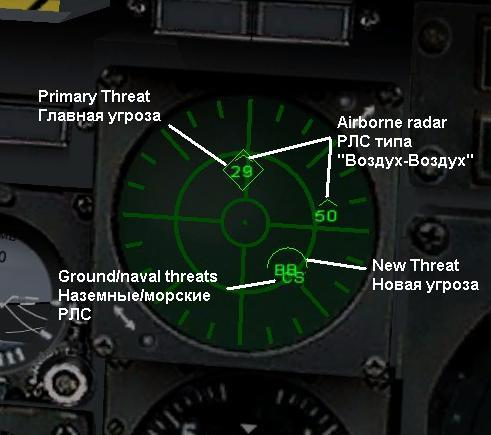 Primary Threat
Главная угроза
Airborne radar
РЛС типа
"Воздух-Воздух"
29
50
BB
CS
Ground/naval threats
Наземные/морские
РЛС
New Threat
Новая угроза
0